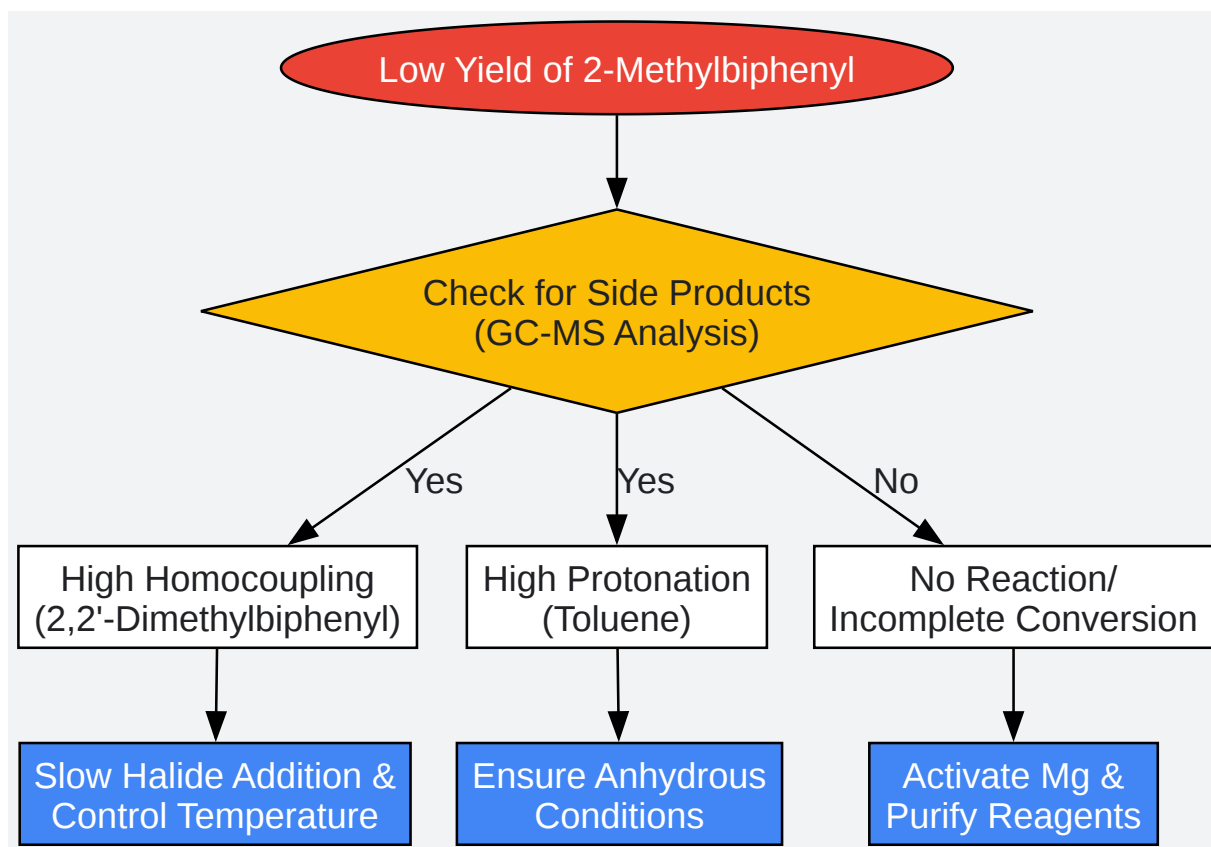 Low Yield of 2-Methylbiphenyl
Check for Side Products
(GC-MS Analysis)
Yes
Yes
No
High Homocoupling
(2,2'-Dimethylbiphenyl)
High Protonation
(Toluene)
No Reaction/
Incomplete Conversion
Slow Halide Addition &
Control Temperature
Ensure Anhydrous
Conditions
Activate Mg &
Purify Reagents